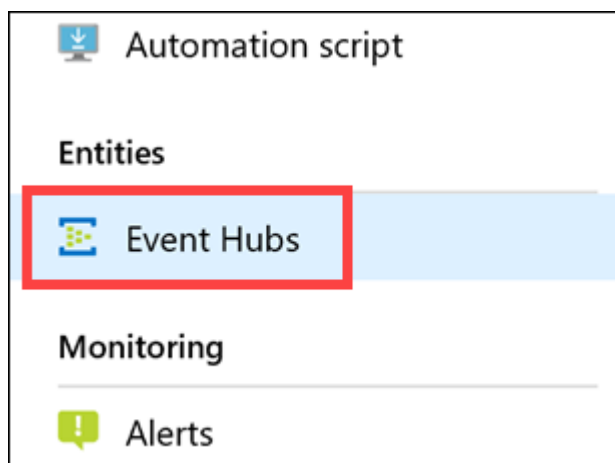 Automation script
Entities
Event Hubs
Monitoring
Alerts